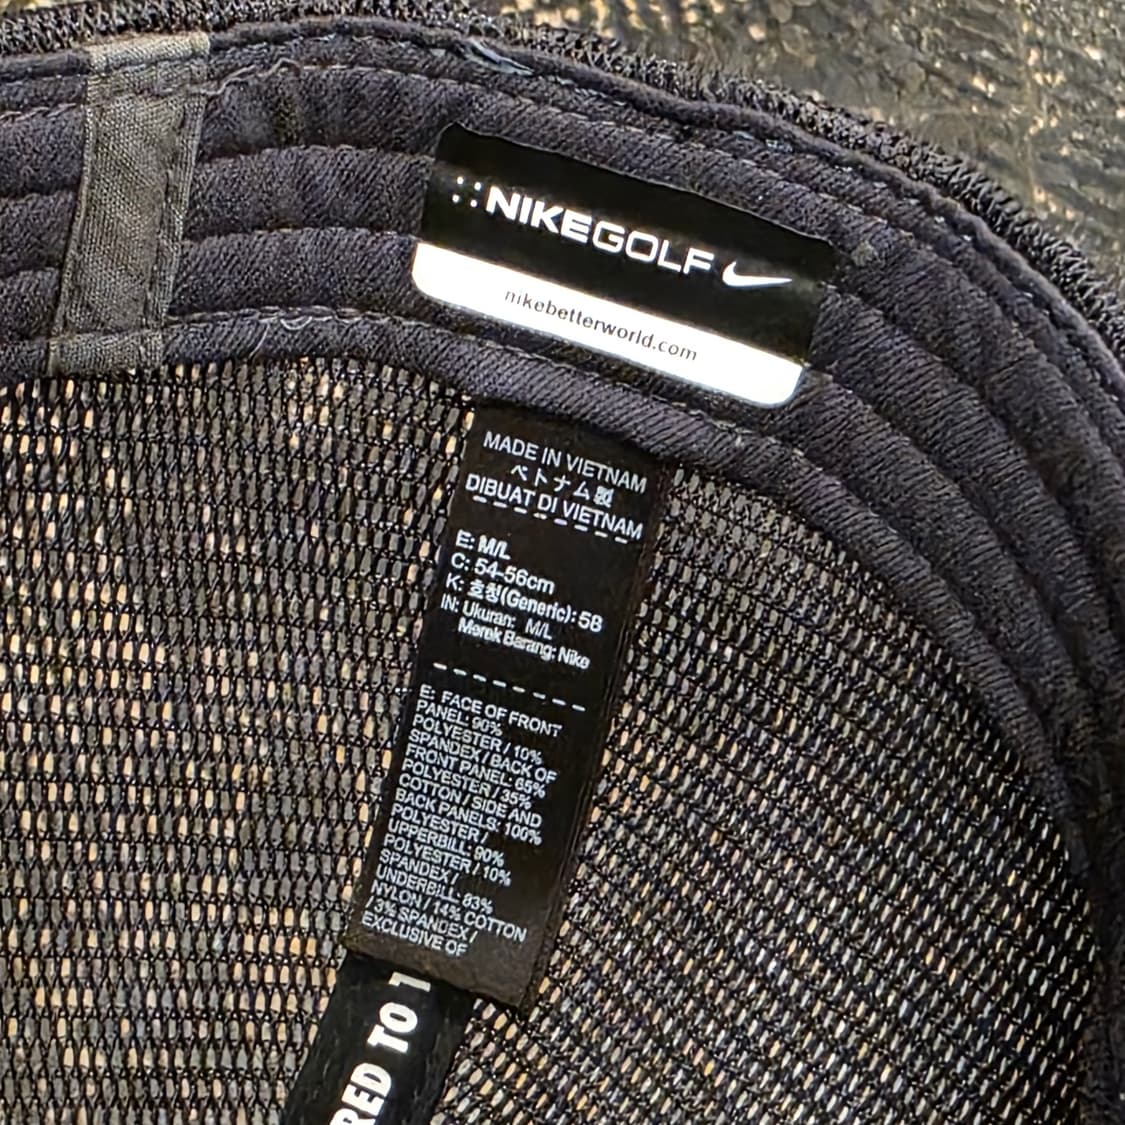 NIKEGOLF
nikebetterworld.com
MADE IN VIETNAM
ベトナム製
DIBUAT DI VIETNAM
E: M/L
C: 54-56cm
K: 호칭(Generic): 58
IN: Ukuran: M/L
Merek Barang: Nike
E: FACE OF FRONT
PANEL: 90%
POLYESTER / 10%
SPANDEX / BACK OF
FRONT PANEL: 65%
POLYESTER / 35%
COTTON / SIDE AND
BACK PANELS: 100%
POLYESTER /
UPPERBILL: 90%
POLYESTER / 10%
SPANDEX /
UNDERBILL: 83%
NYLON / 14% COTTON
/ 3% SPANDEX /
EXCLUSIVE OF
RED TO